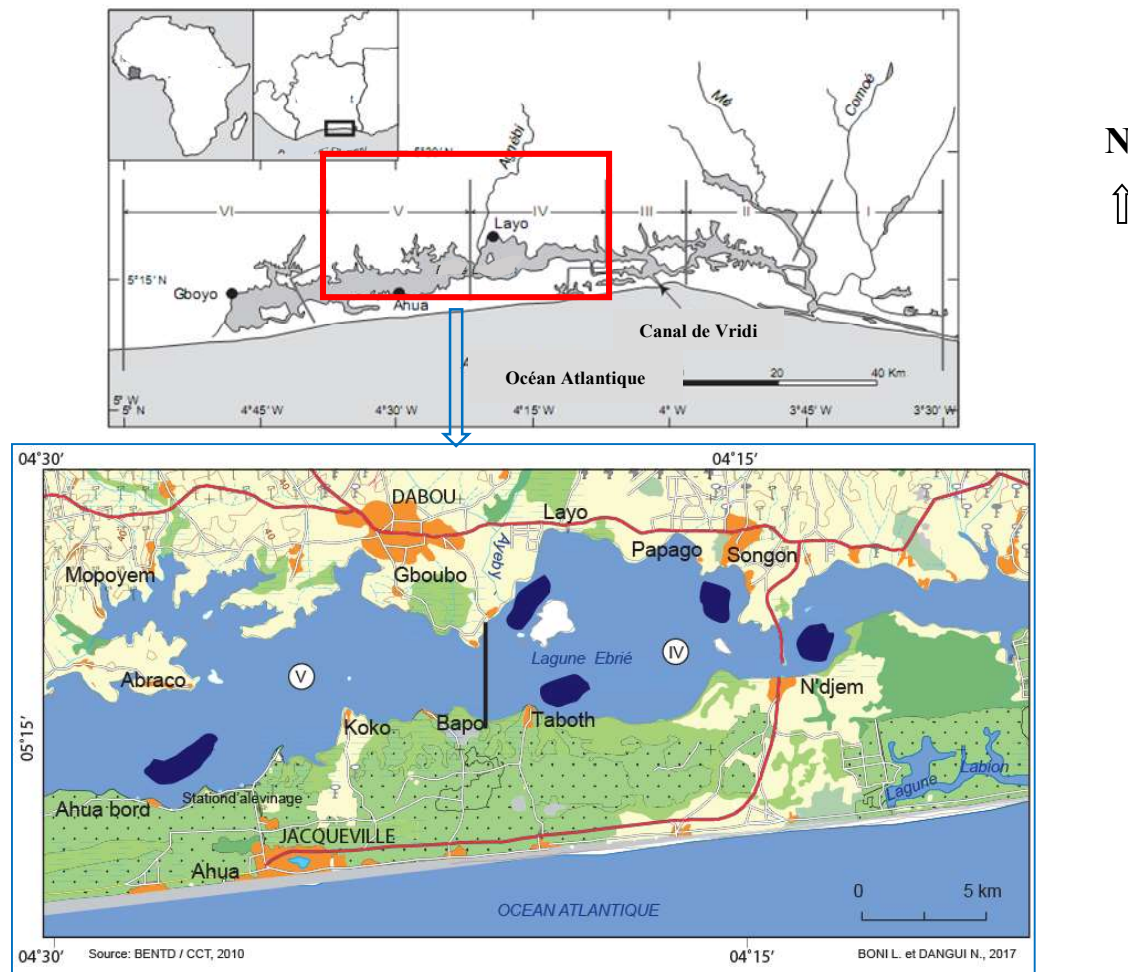 N
Mé
Comoé
Agnébi
VI
V
IV
III
II
I
Layo
5°15' N
Gboyo
Ahua
Canal de Vridi
Océan Atlantique
20
40 Km
5° W
5° N
4°45' W
4°30' W
4°15' W
4° W
3°45' W
3°30' W
04°30'
04°15'
DABOU
Layo
40
40
40
Ayeby
Papago
Songon
Mopoyem
Gboubo
Lagune Ebrié
IV
Abraco
V
N'djem
05°15'
Koko
Bapo
Taboth
Lagune Labion
Stationd'alevinage
Ahua bord
JACQUEVILLE
Ahua
0
5 km
OCEAN ATLANTIQUE
04°30'
Source: BENTD / CCT, 2010
04°15'
BONI L. et DANGUI N., 2017